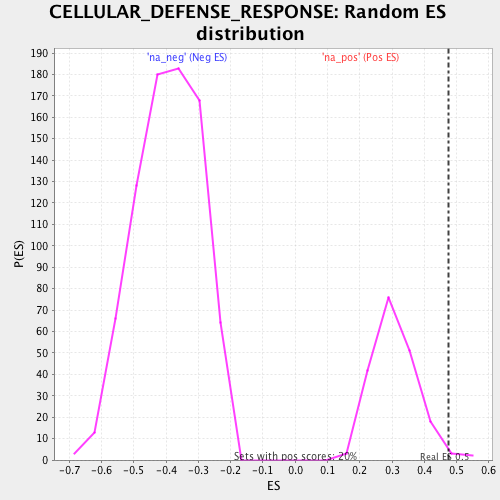 CELLULAR_DEFENSE_RESPONSE: Random ES
distribution
'na_neg' (Neg ES) 'na_pos' (Pos ES)
190
180
170
160
150
140
130
120
110
100
90
80
70
60
50
40
30
20
10
0
P(ES)
Sets with pos scores: 20%
Real ES 0.5
-0.7 -0.6 -0.5 -0.4 -0.3 -0.2 -0.1 0.0 0.1 0.2 0.3 0.4 0.5 0.6
ES